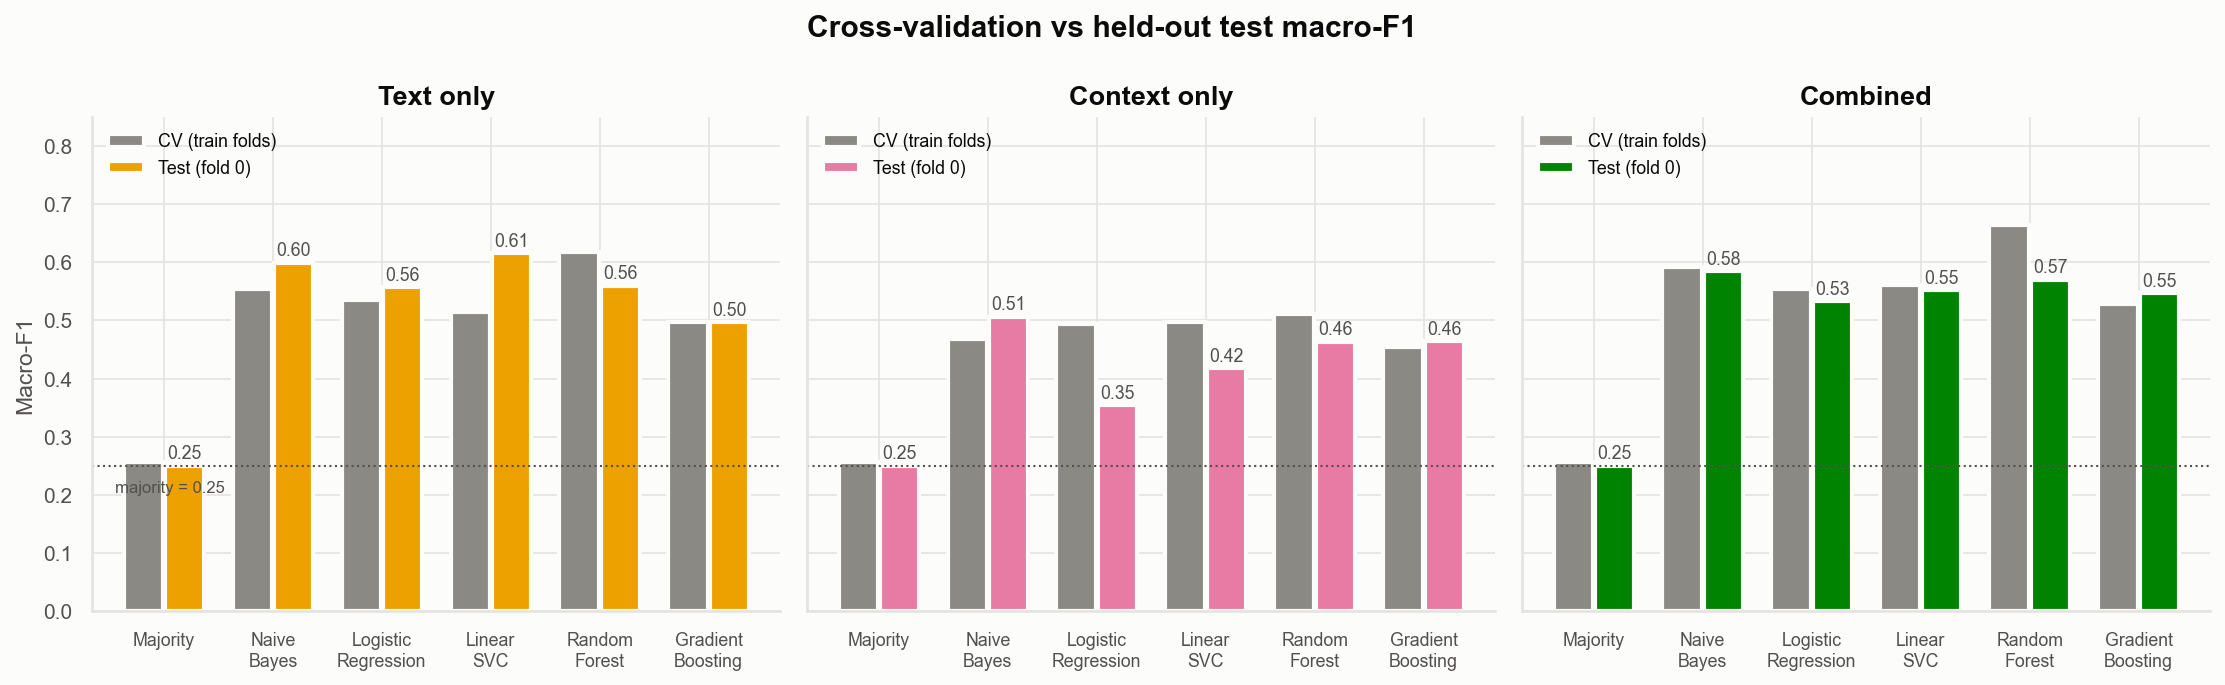 Cross-validation vs held-out test macro-F1
Text only
Context only
Combined
Macro-F1
0.8
0.7
0.6
0.5
0.4
0.3
0.2
0.1
0.0
CV (train folds)
Test (fold 0)
0.25
0.60
0.56
0.61
0.56
0.50
majority = 0.25
Majority
Naive
Bayes
Logistic
Regression
Linear
SVC
Random
Forest
Gradient
Boosting
CV (train folds)
Test (fold 0)
0.25
0.51
0.35
0.42
0.46
0.46
Majority
Naive
Bayes
Logistic
Regression
Linear
SVC
Random
Forest
Gradient
Boosting
CV (train folds)
Test (fold 0)
0.25
0.58
0.53
0.55
0.57
0.55
Majority
Naive
Bayes
Logistic
Regression
Linear
SVC
Random
Forest
Gradient
Boosting